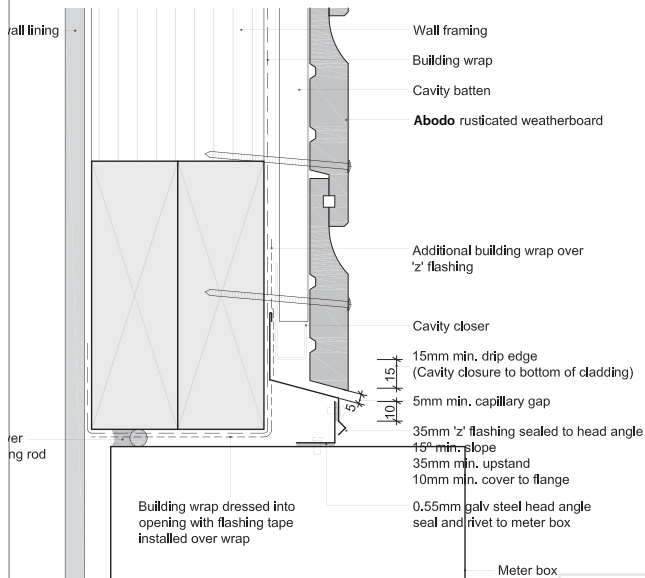 lining
Wall framing
Building wrap
Cavity batten
Abodo rusticated weatherboard
Additional building wrap over
'z' flashing
Cavity closer
15mm min. drip edge
(Cavity closure to bottom of cladding)
15
5mm min. capillary gap
5
10
35mm 'z' flashing sealed to head angle
15° min. slope
35mm min. upstand
10mm min. cover to flange
ng rod
Building wrap dressed into
opening with flashing tape
installed over wrap
0.55mm galv steel head angle
seal and rivet to meter box
Meter box